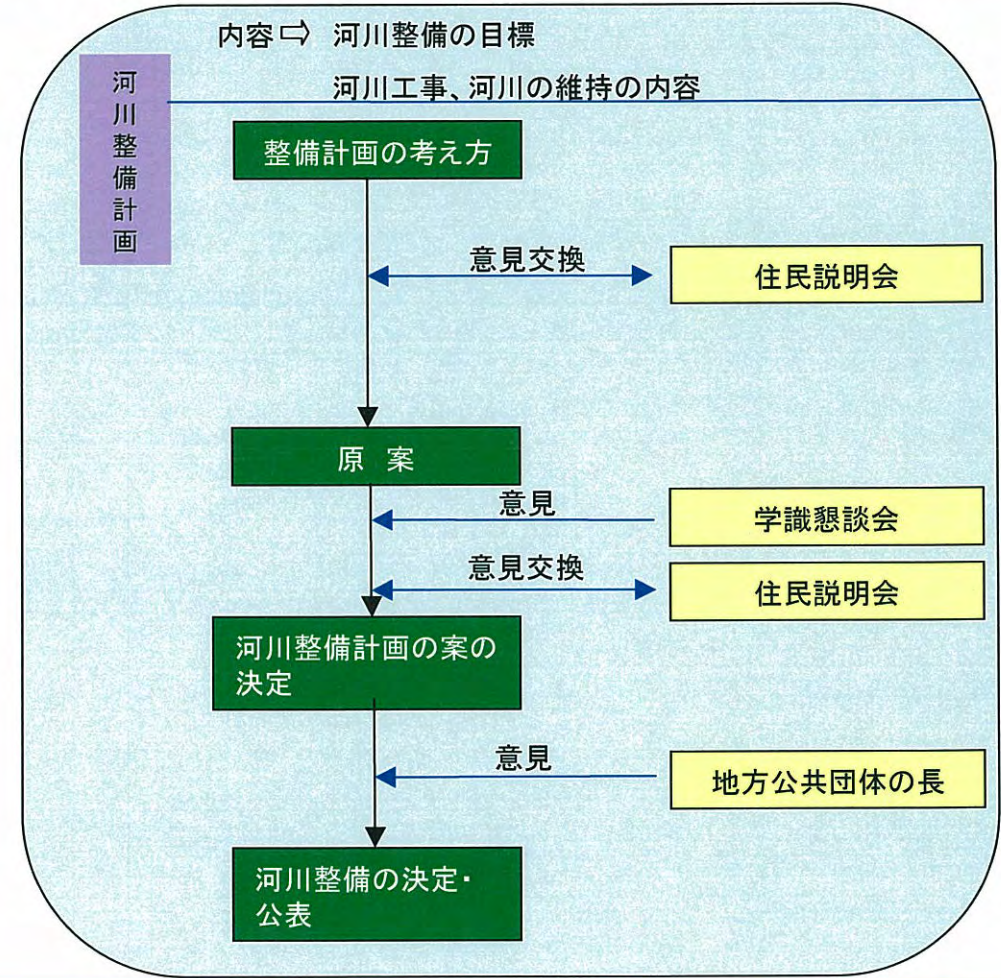 内容⇨ 河川整備の目標
河川工事、河川の維持の内容
河川整備計画
整備計画の考え方
意見交換
住民説明会
原 案
意見
学識懇談会
意見交換
住民説明会
河川整備計画の案の
決定
意見
地方公共団体の長
河川整備の決定・
公表